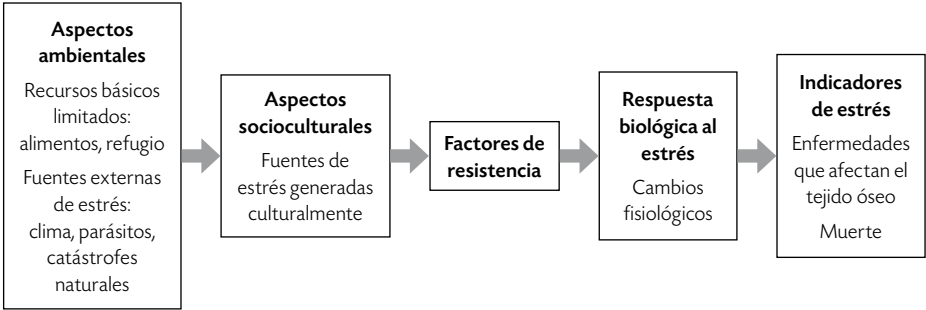 Aspectos
ambientales
Recursos básicos
limitados:
alimentos, refugio
Fuentes externas
de estrés:
clima, parásitos,
catástrofes
naturales
Aspectos
socioculturales
Fuentes de
estrés generadas
culturalmente
Factores de
resistencia
Respuesta
biológica al
estrés
Cambios
fisiológicos
Indicadores
de estrés
Enfermedades
que afectan el
tejido óseo
Muerte